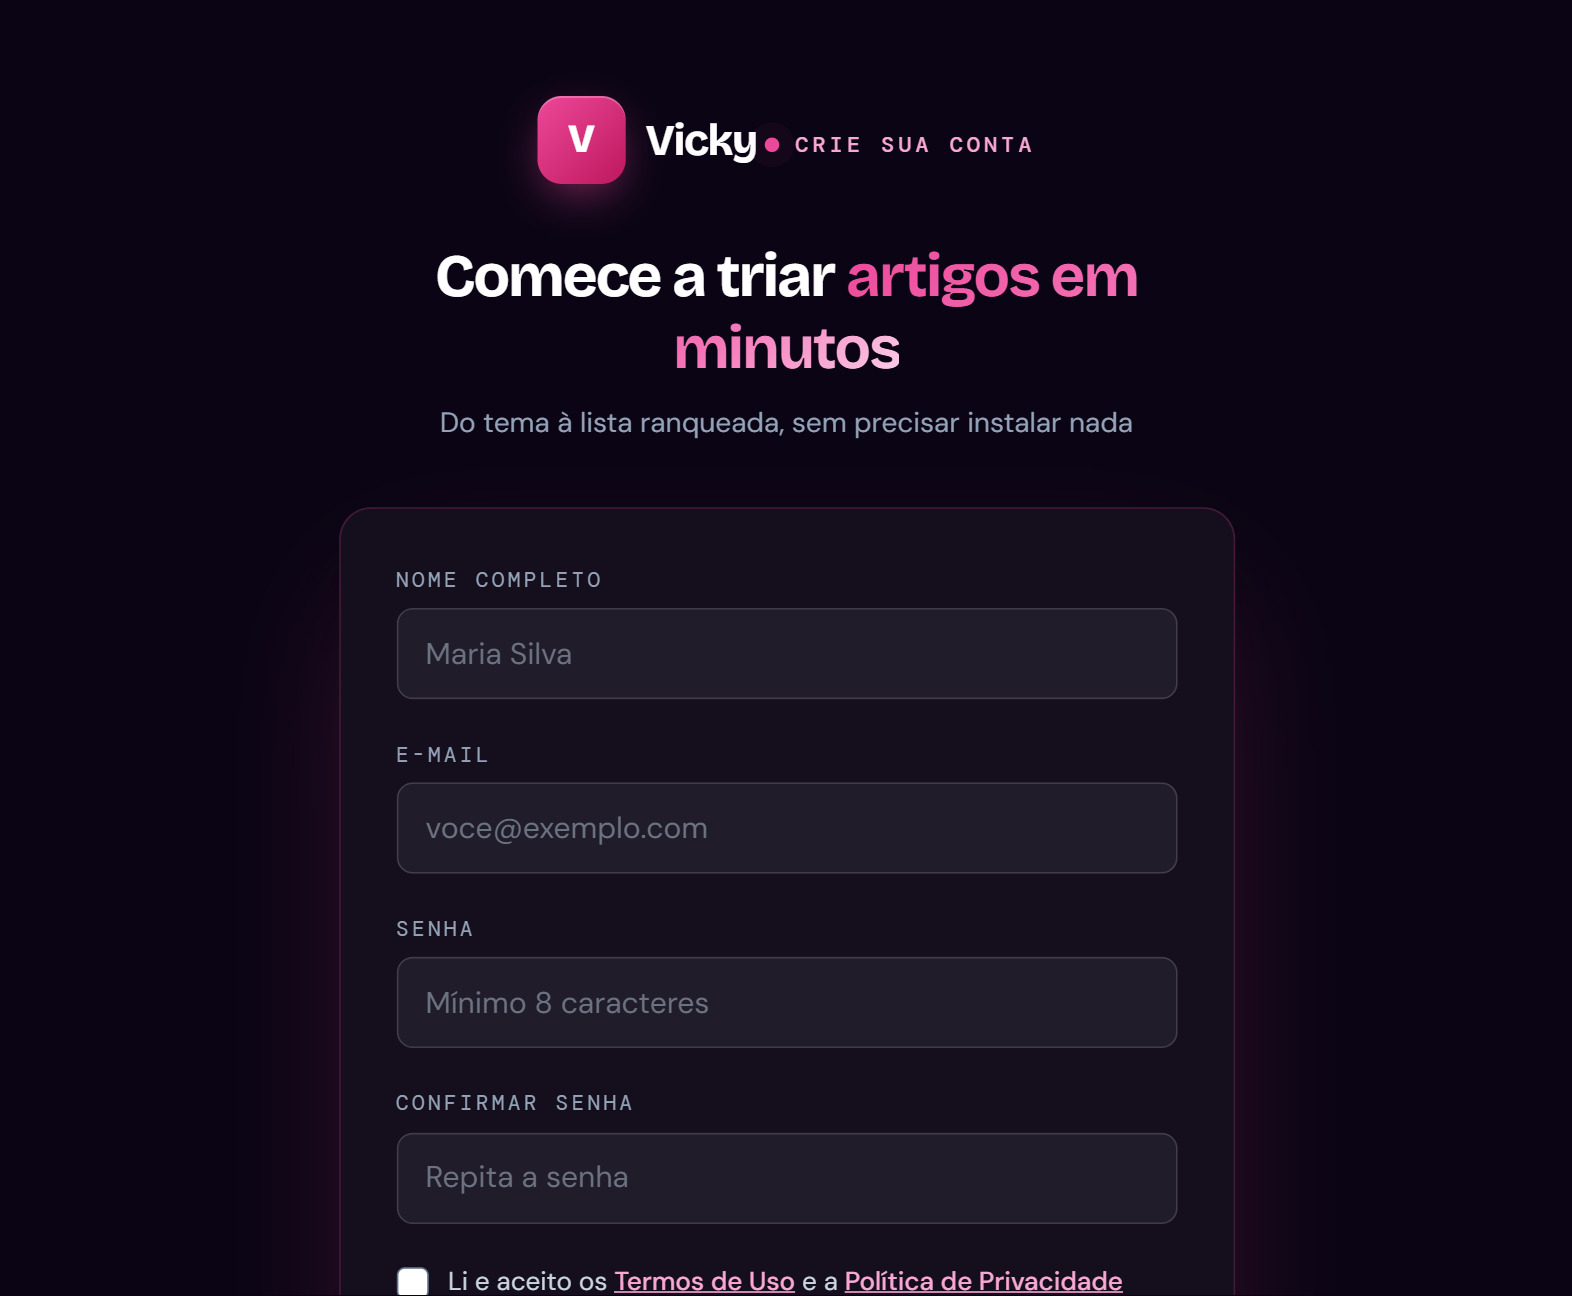 V
Vicky CRIE SUA CONTA
Comece a triar artigos em
minutos
Do tema à lista ranqueada, sem precisar instalar nada
NOME COMPLETO
Maria Silva
E-MAIL
voce@exemplo.com
SENHA
Mínimo 8 caracteres
CONFIRMAR SENHA
Repita a senha
Li e aceito os Termos de Uso e a Política de Privacidade